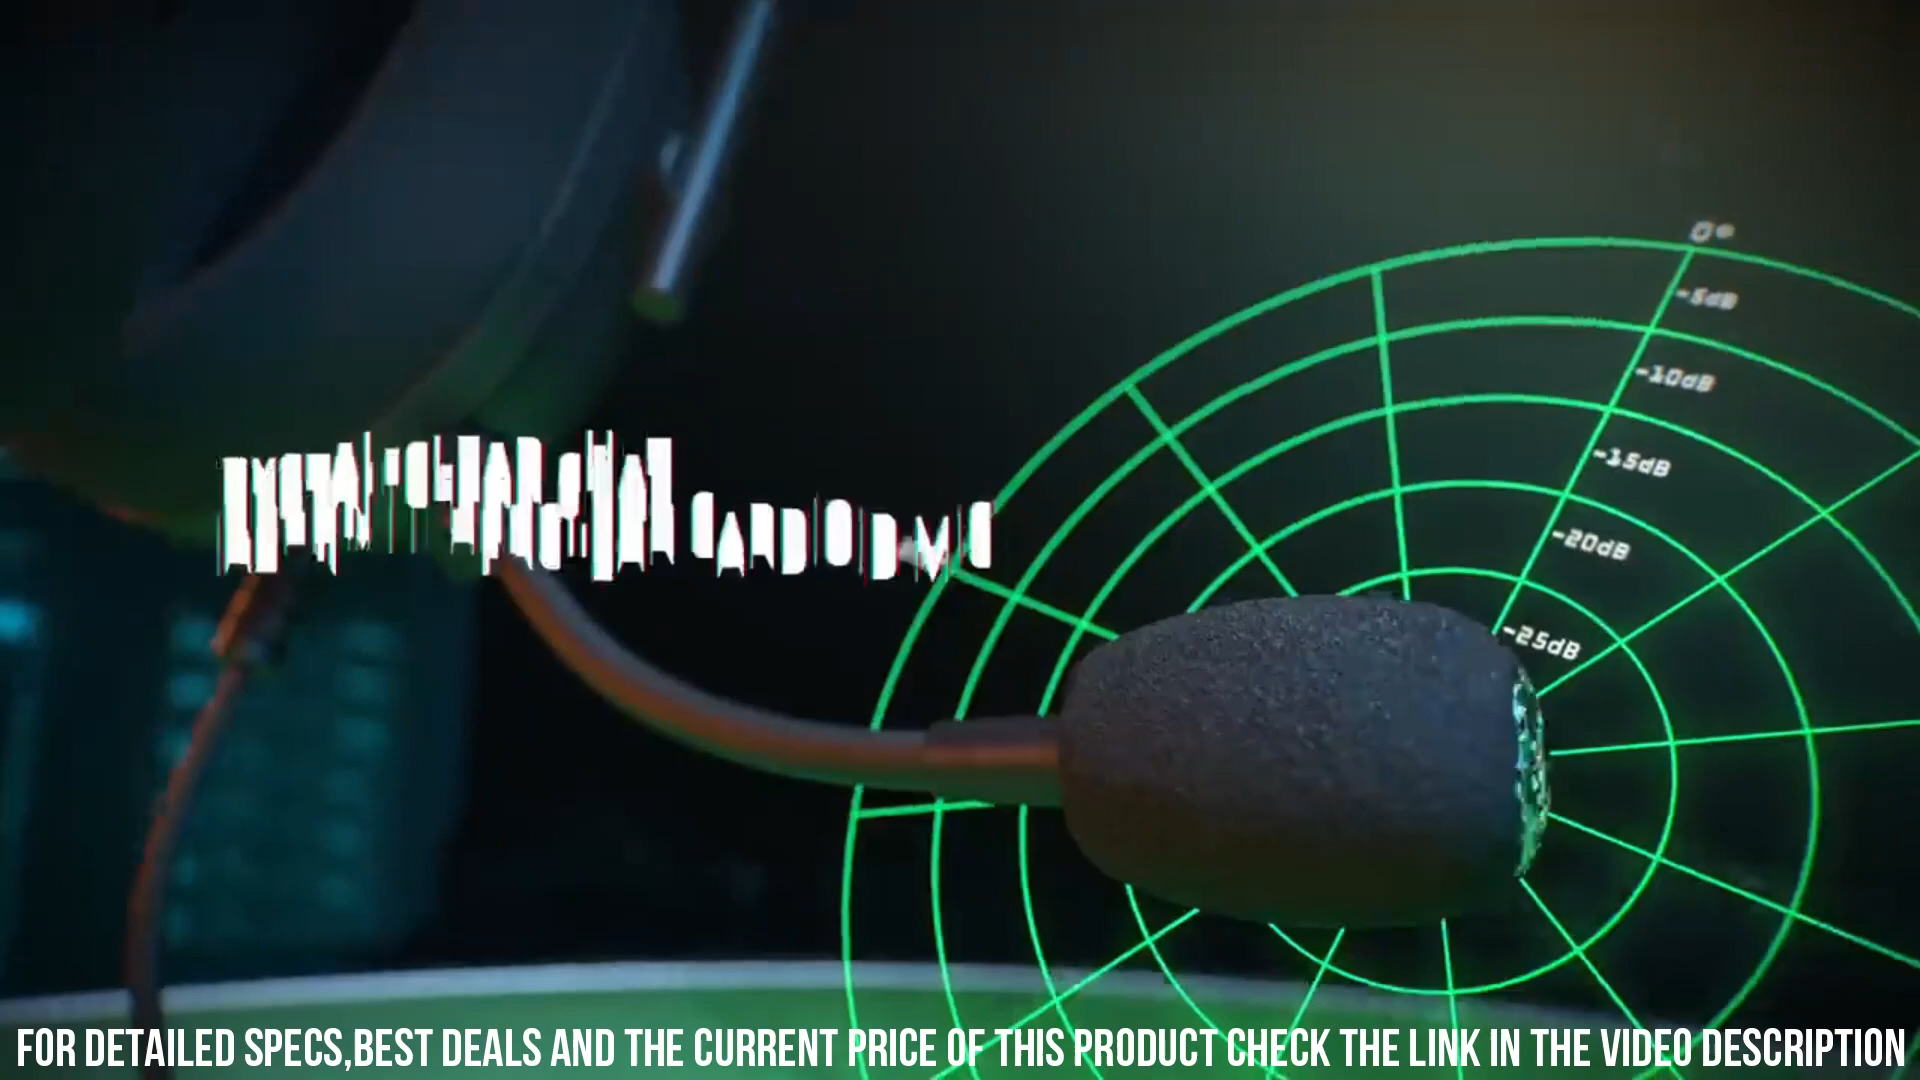 0°
-5dB
-10dB
-15dB
-20dB
-25dB
FOR DETAILED SPECS,BEST DEALS AND THE CURRENT PRICE OF THIS PRODUCT CHECK THE LINK IN THE VIDEO DESCRIPTION